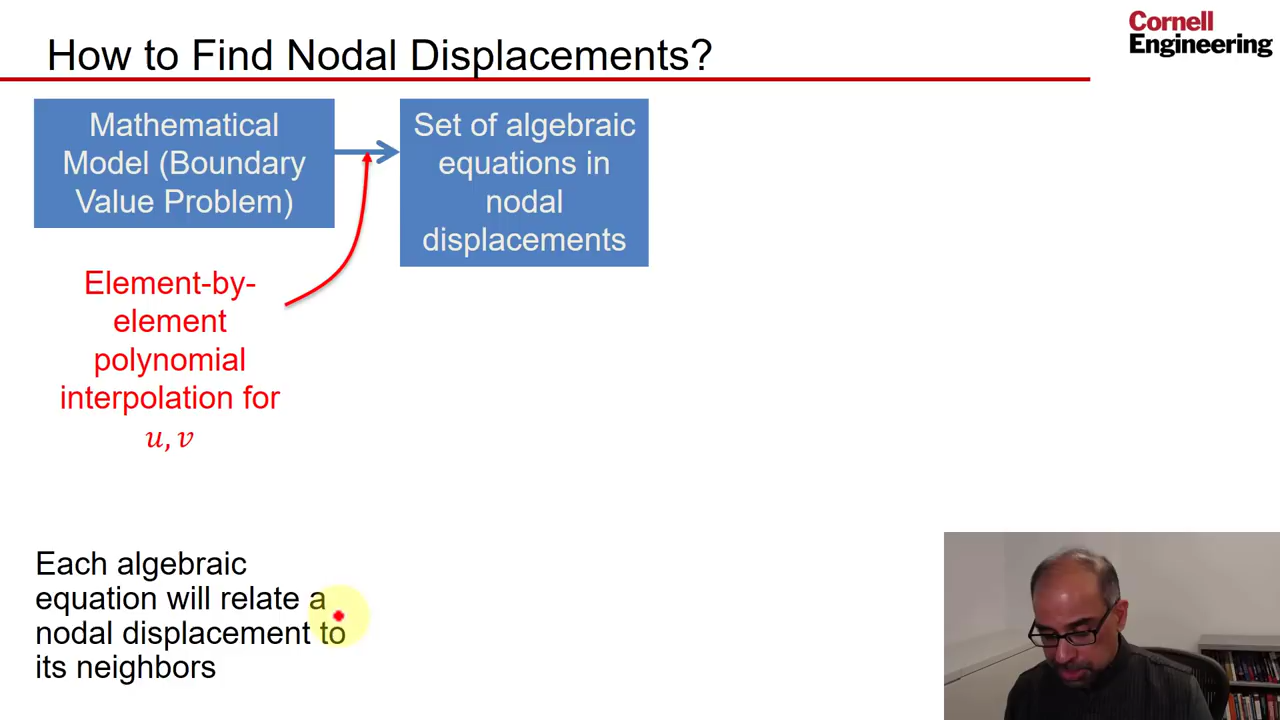 How to Find Nodal Displacements?
Cornell
Engineering
Mathematical
Model (Boundary
Value Problem)
Set of algebraic
equations in
nodal
displacements
Element-by-
element
polynomial
interpolation for
u, v
Each algebraic
equation will relate a
nodal displacement to
its neighbors